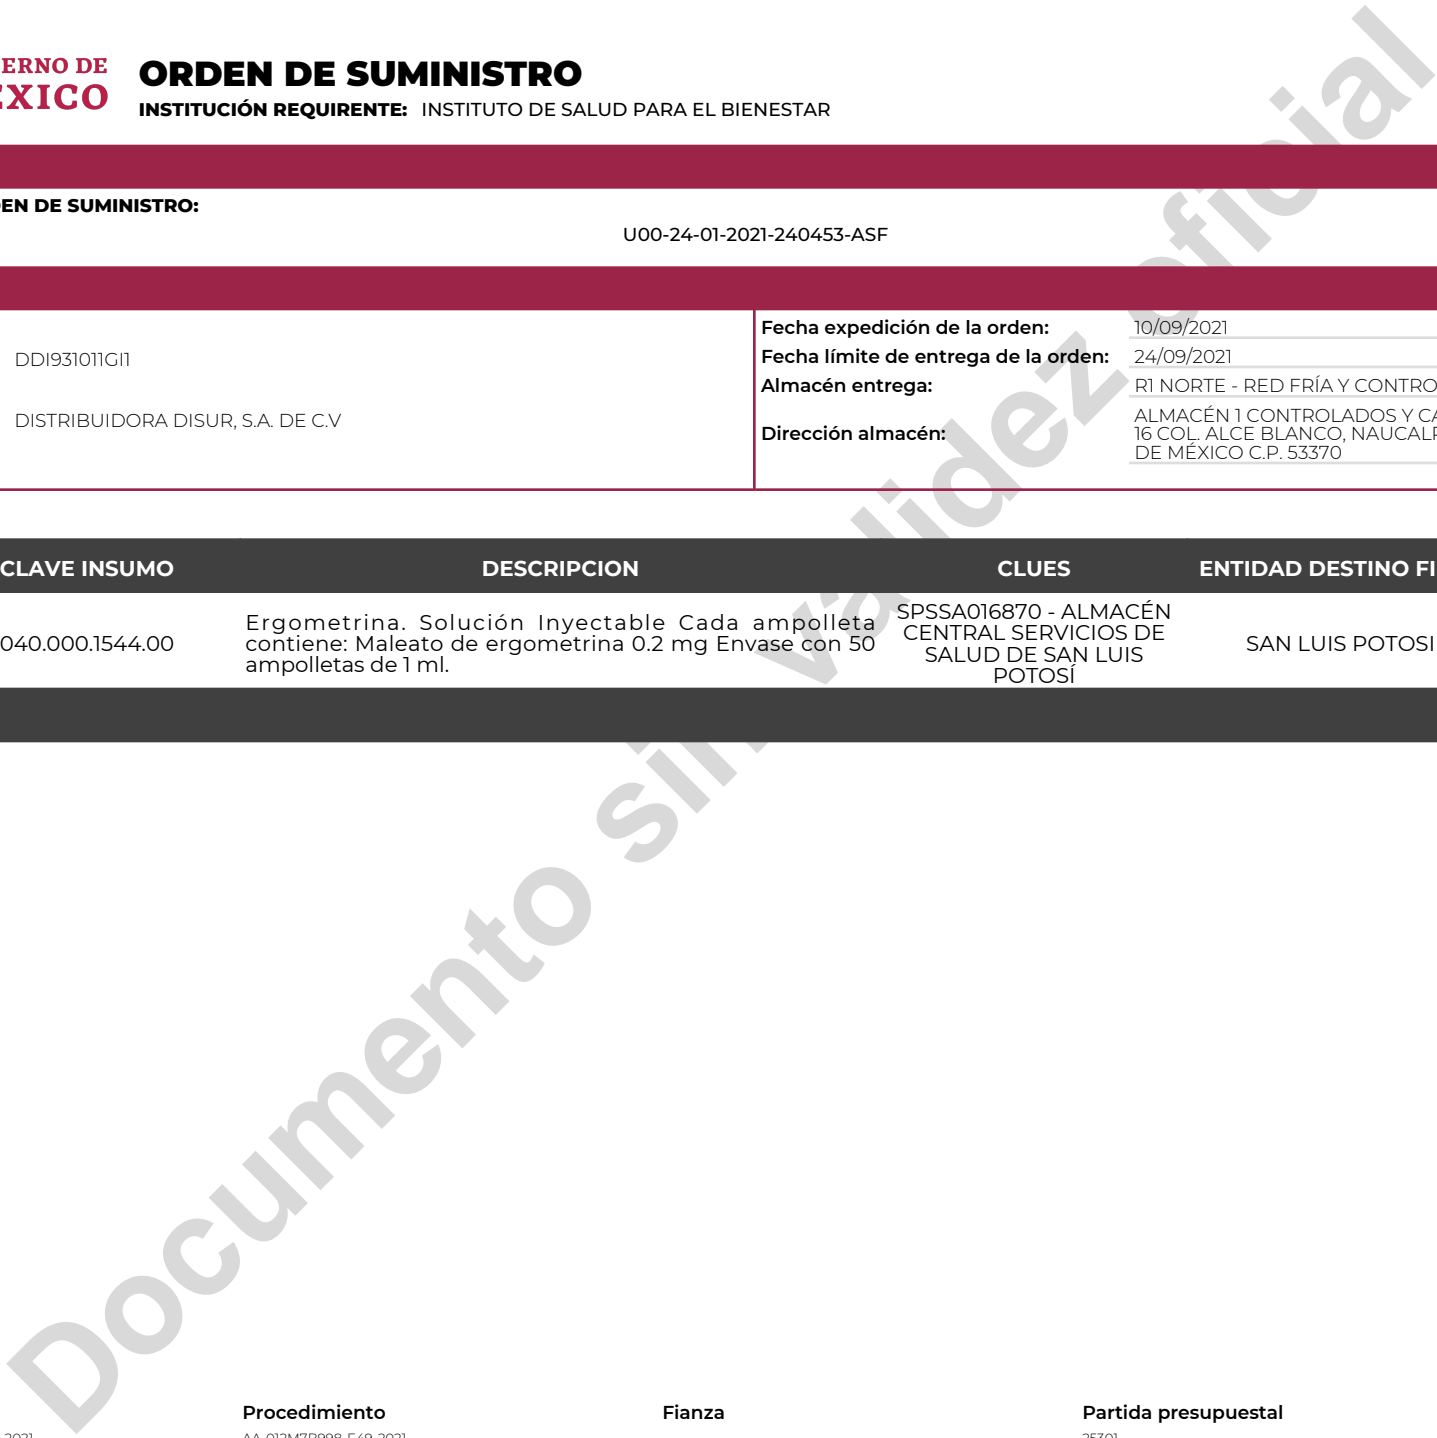 ERNO DE
ORDEN DE SUMINISTRO
INSTITUCIÓN REQUIRENTE: INSTITUTO DE SALUD PARA EL BIENESTAR
EN DE SUMINISTRO:
U00-24-01-2021-240453-ASF
DDI931011GI1
DISTRIBUIDORA DISUR, S.A. DE C.V
Fecha expedición de la orden: 10/09/2021
Fecha límite de entrega de la orden: 24/09/2021
Almacén entrega: R1 NORTE - RED FRÍA Y CONTRO
Dirección almacén: ALMACÉN 1 CONTROLADOS Y CA
16 COL. ALCE BLANCO, NAUCALP
DE MÉXICO C.P. 53370
CLAVE INSUMO DESCRIPCION CLUES ENTIDAD DESTINO FI
040.000.1544.00
Ergometrina. Solución Inyectable Cada ampolleta
contiene: Maleato de ergometrina 0.2 mg Envase con 50
ampolletas de 1 ml.
SPSSA016870 - ALMACÉN
CENTRAL SERVICIOS DE
SALUD DE SAN LUIS
POTOSÍ
SAN LUIS POTOSI
Documento sin validez oficial
Procedimiento Fianza Partida presupuestal